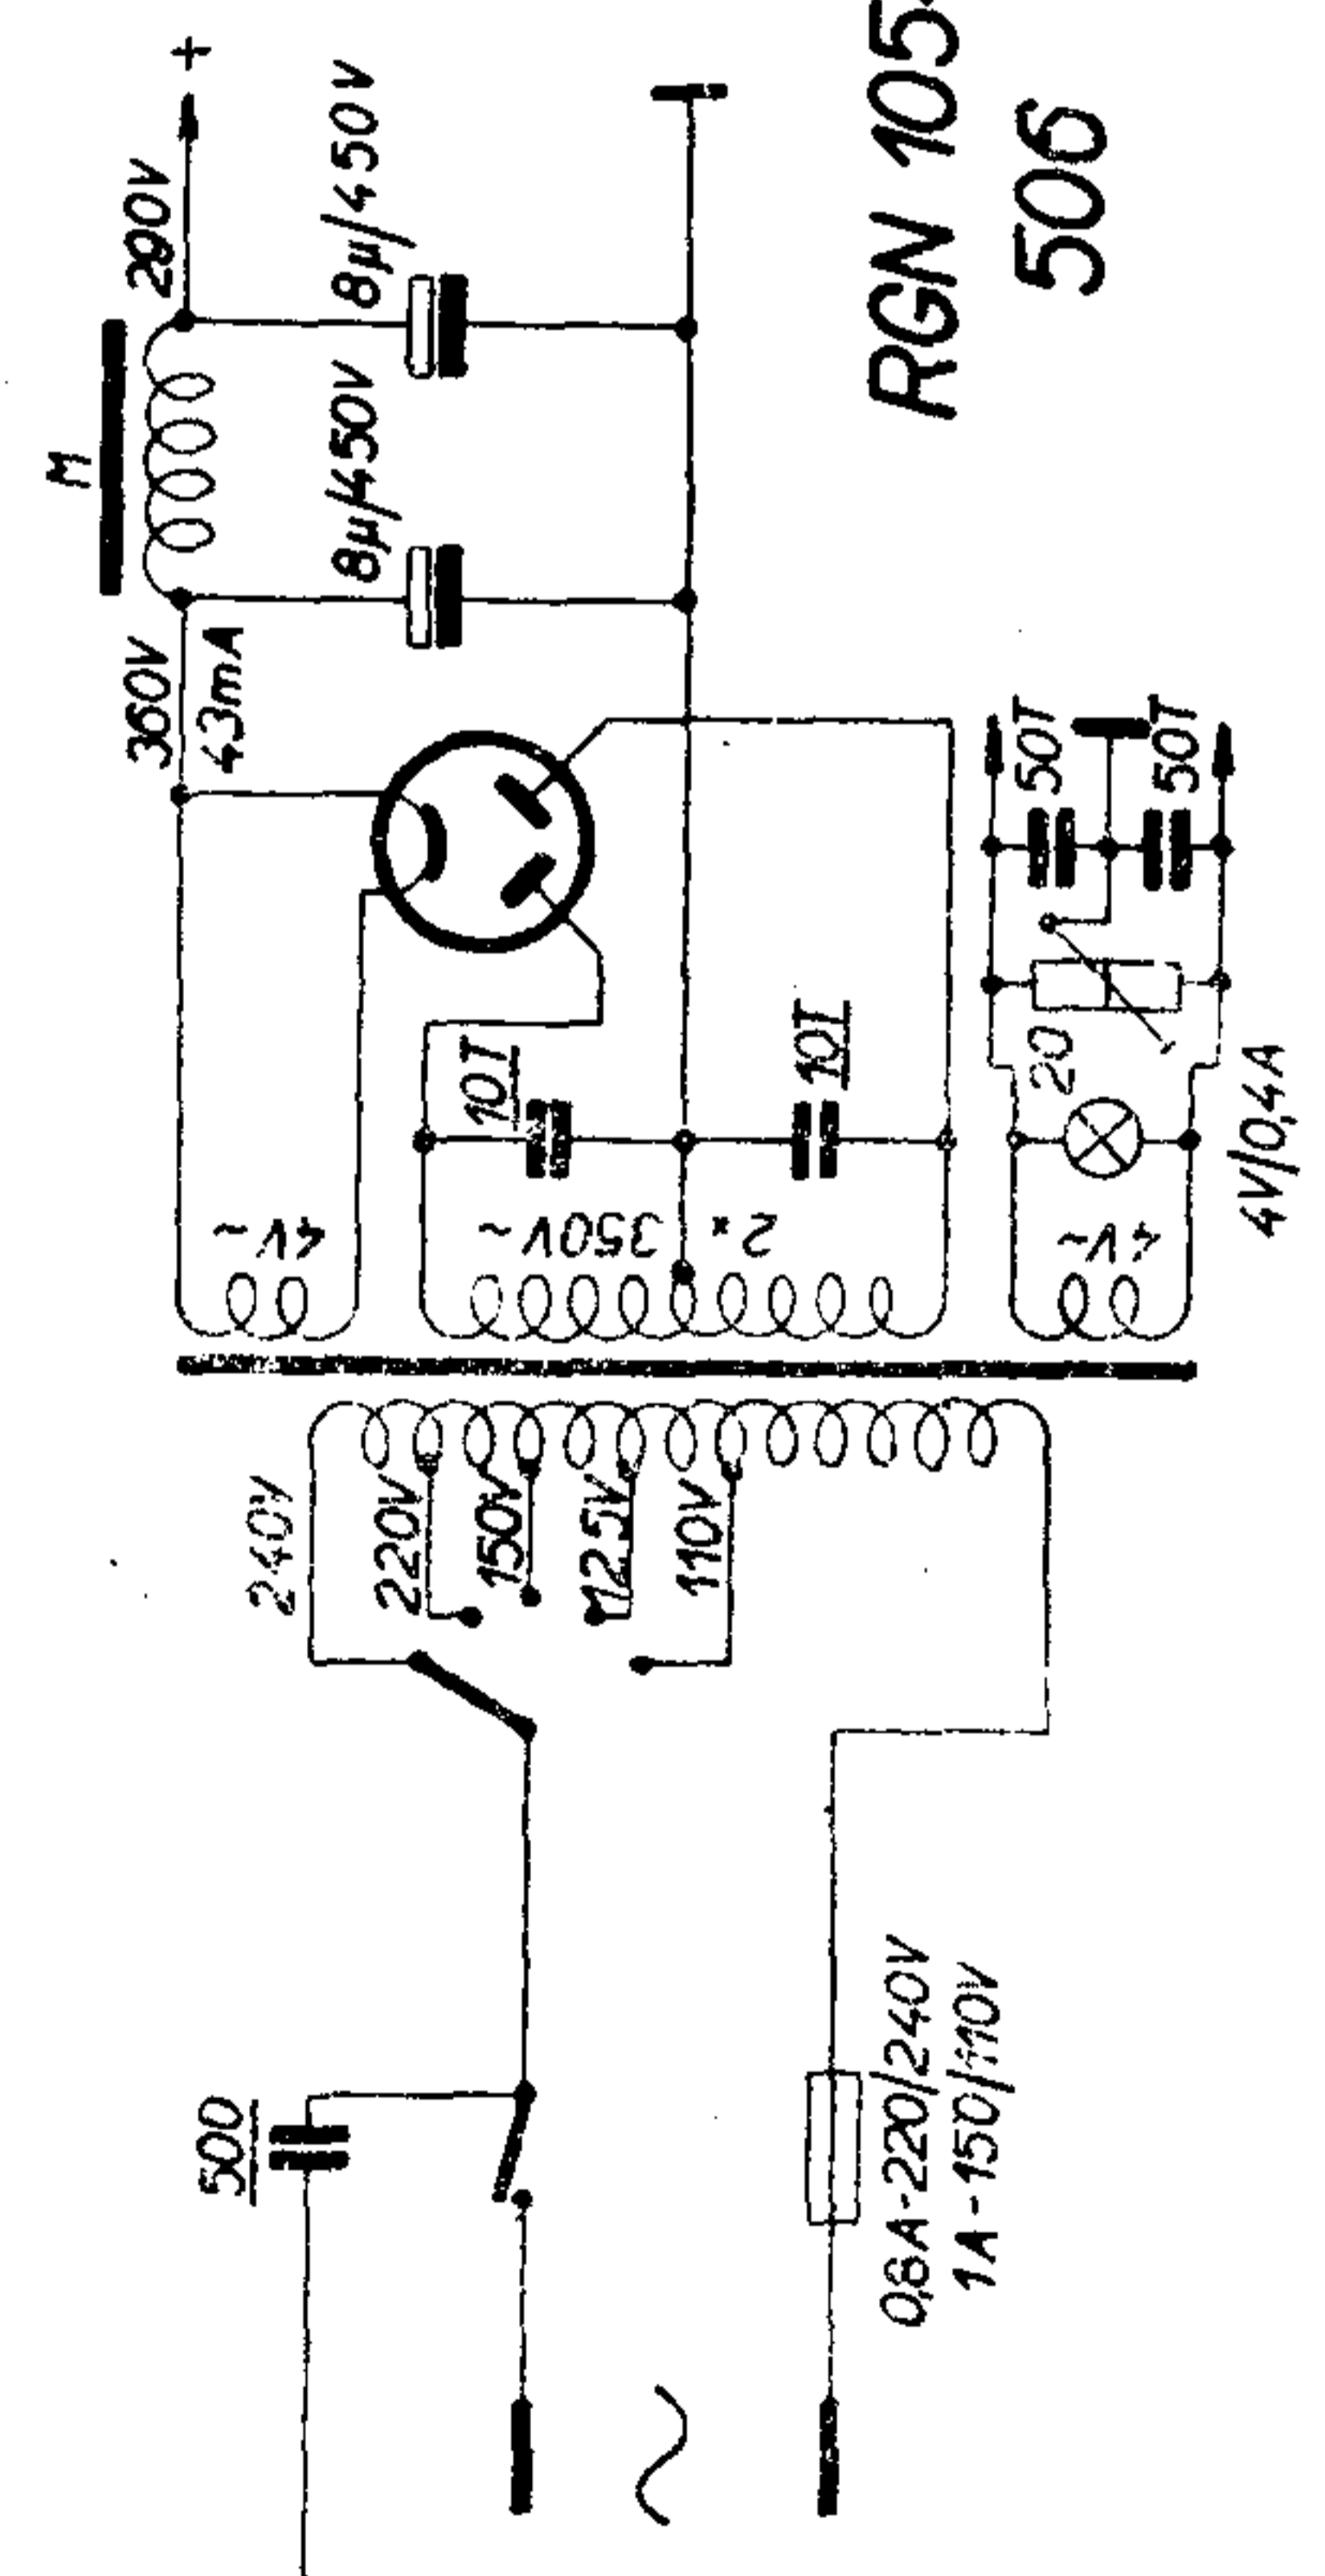 500
0,8A-220/240V
1A-150/110V
240V
220V
150V
125V
110V
4V~
2× 350V~
4V~
10T
10T
4V/0,4A
20
50T
50T
360V
43mA
M
8µ/450V
8µ/450V
290V
+
RGN 105
506